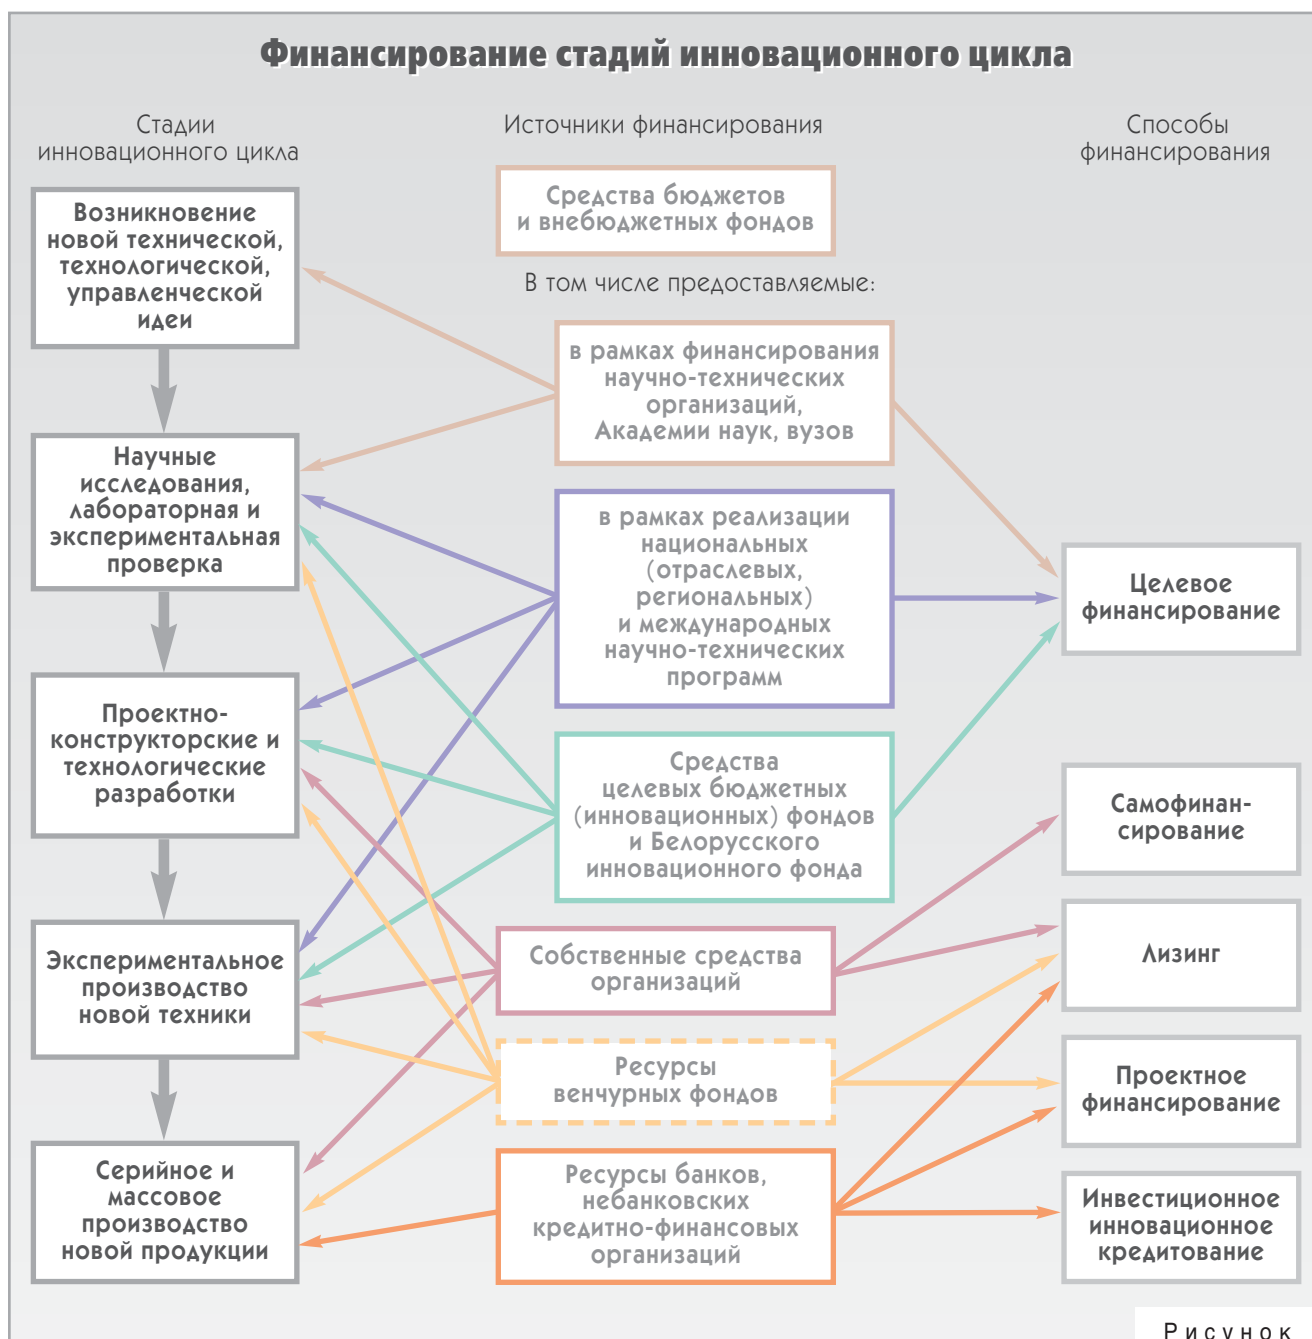 Финансирование стадий инновационного цикла
Стадии
инновационного цикла
Источники финансирования
Способы
финансирования
Возникновение
новой технической,
технологической,
управленческой
идеи
Научные
исследования,
лабораторная и
экспериментальная
проверка
Проектно-
конструкторские и
технологические
разработки
Экспериментальное
производство
новой техники
Серийное и
массовое
производство
новой продукции
Средства бюджетов
и внебюджетных фондов
В том числе предоставляемые:
в рамках финансирования
научно-технических
организаций,
Академии наук, вузов
в рамках реализации
национальных
(отраслевых,
региональных)
и международных
научно-технических
программ
Средства
целевых бюджетных
(инновационных) фондов
и Белорусского
инновационного фонда
Собственные средства
организаций
Ресурсы
венчурных фондов
Ресурсы банков,
небанковских
кредитно-финансовых
организаций
Целевое
финансирование
Самофинан-
сирование
Лизинг
Проектное
финансирование
Инвестиционное
инновационное
кредитование
Рисунок